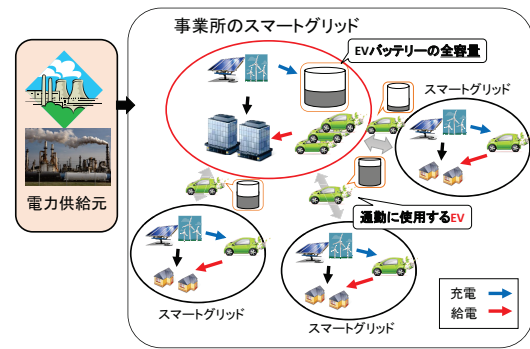 事業所のスマートグリッド
EVバッテリーの全容量
スマートグリッド
電力供給元
通勤に使用するEV
スマートグリッド
スマートグリッド
充電
給電